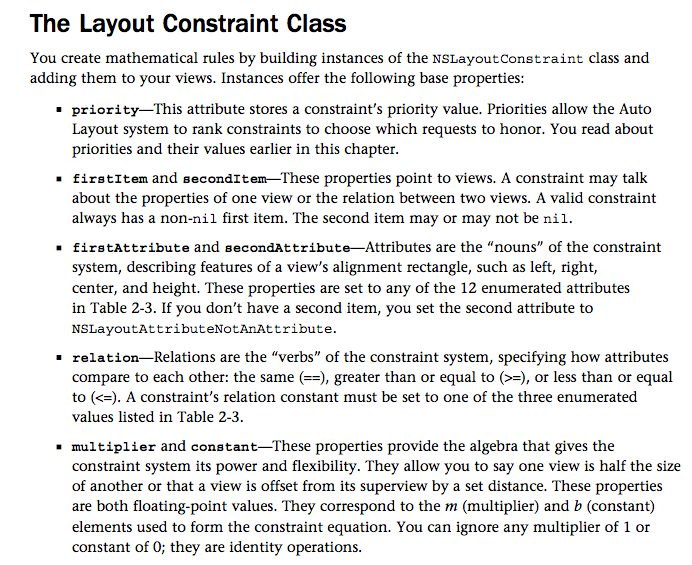 The Layout Constraint Class
You create mathematical rules by building instances of the NSLayoutConstraint class and
adding them to your views. Instances offer the following base properties:
▪ priority—This attribute stores a constraint’s priority value. Priorities allow the Auto
Layout system to rank constraints to choose which requests to honor. You read about
priorities and their values earlier in this chapter.
▪ firstItem and secondItem—These properties point to views. A constraint may talk
about the properties of one view or the relation between two views. A valid constraint
always has a non-nil first item. The second item may or may not be nil.
▪ firstAttribute and secondAttribute—Attributes are the “nouns” of the constraint
system, describing features of a view’s alignment rectangle, such as left, right,
center, and height. These properties are set to any of the 12 enumerated attributes
in Table 2-3. If you don’t have a second item, you set the second attribute to
NSLayoutAttributeNotAnAttribute.
▪ relation—Relations are the “verbs” of the constraint system, specifying how attributes
compare to each other: the same (==), greater than or equal to (>=), or less than or equal
to (<=). A constraint’s relation constant must be set to one of the three enumerated
values listed in Table 2-3.
▪ multiplier and constant—These properties provide the algebra that gives the
constraint system its power and flexibility. They allow you to say one view is half the size
of another or that a view is offset from its superview by a set distance. These properties
are both floating-point values. They correspond to the m (multiplier) and b (constant)
elements used to form the constraint equation. You can ignore any multiplier of 1 or
constant of 0; they are identity operations.